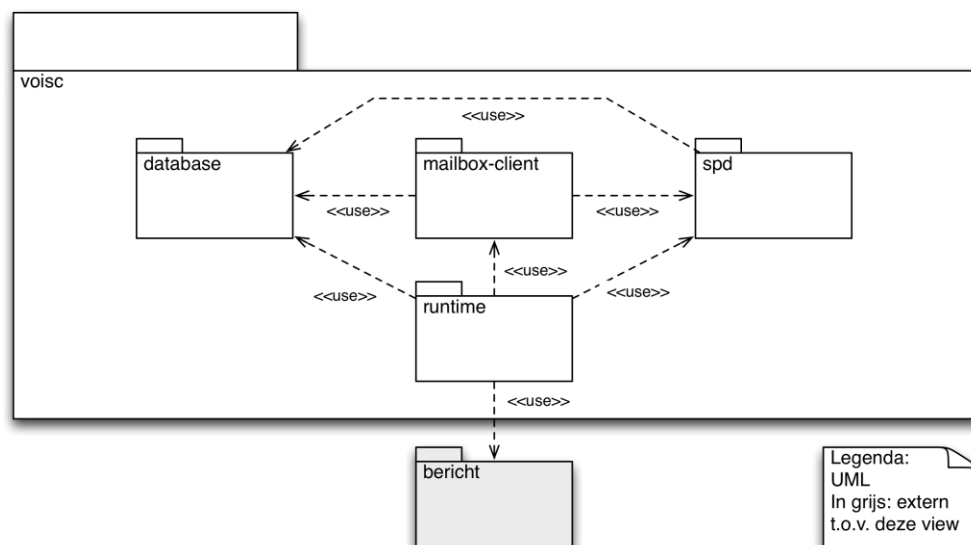 voisc
<<use>>
database
mailbox-client
spd
<<use>>
<<use>>
<<use>>
<<use>>
<<use>>
runtime
<<use>>
bericht
Legenda:
UML
In grijs: extern
t.o.v. deze view